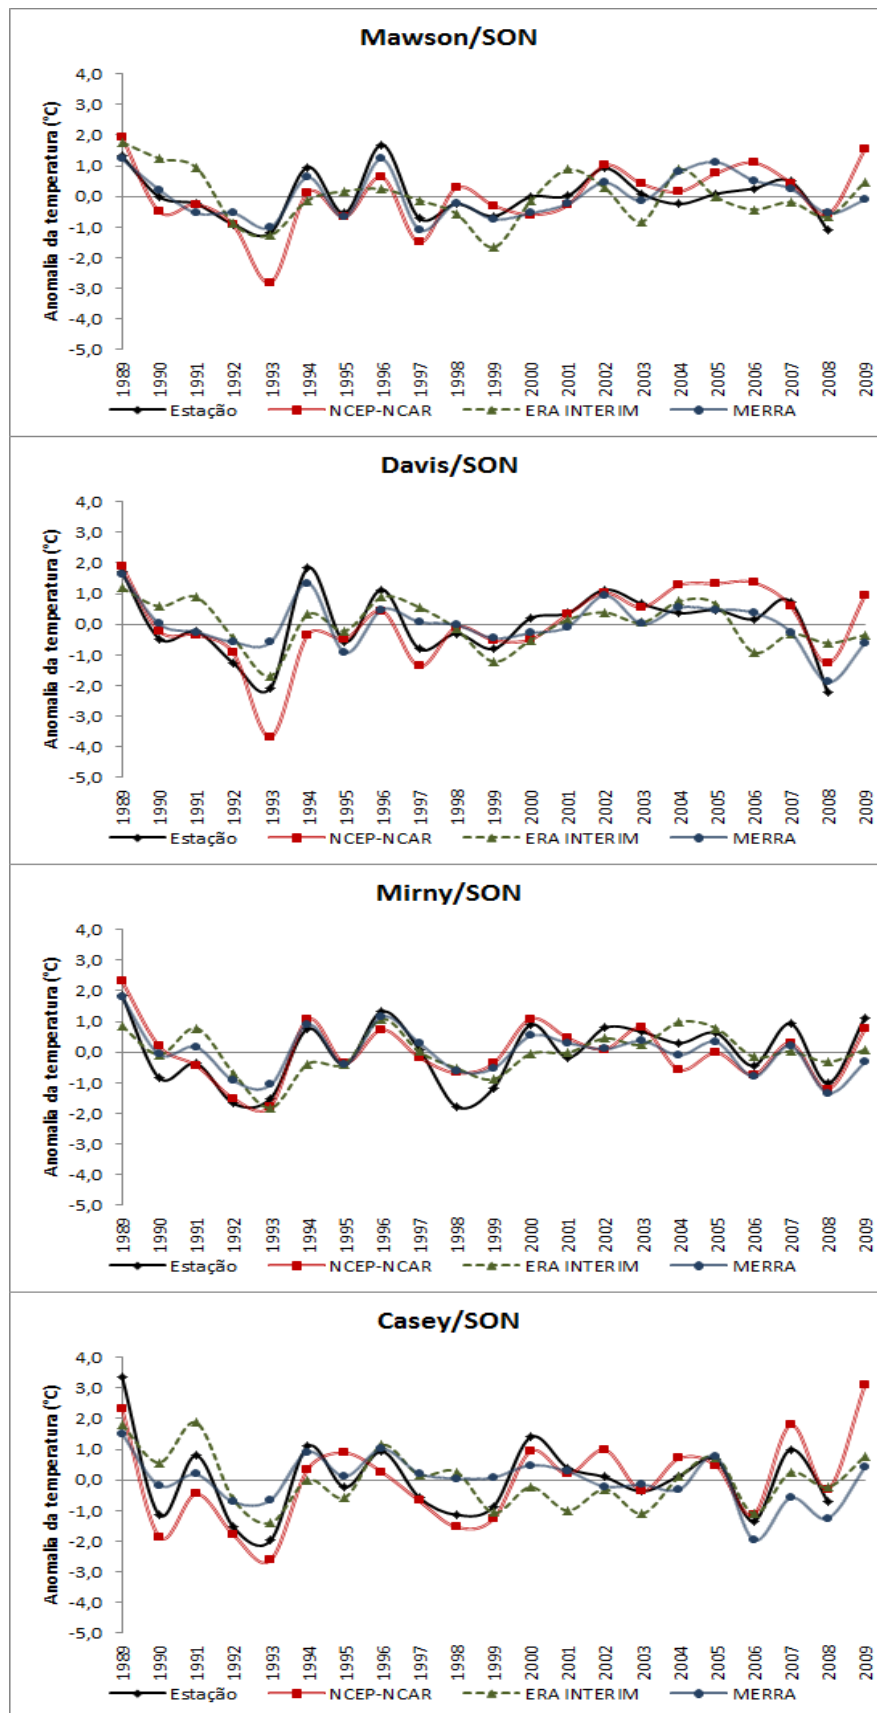 Mawson/SON
Anomalia da temperatura (°C)
4,0
3,0
2,0
1,0
0,0
-1,0
-2,0
-3,0
-4,0
-5,0
1989 1990 1991 1992 1993 1994 1995 1996 1997 1998 1999 2000 2001 2002 2003 2004 2005 2006 2007 2008 2009
Estação NCEP-NCAR ERA INTERIM MERRA
Davis/SON
Anomalia da temperatura (°C)
4,0
3,0
2,0
1,0
0,0
-1,0
-2,0
-3,0
-4,0
-5,0
1989 1990 1991 1992 1993 1994 1995 1996 1997 1998 1999 2000 2001 2002 2003 2004 2005 2006 2007 2008 2009
Estação NCEP-NCAR ERA INTERIM MERRA
Mirny/SON
Anomalia da temperatura (°C)
4,0
3,0
2,0
1,0
0,0
-1,0
-2,0
-3,0
-4,0
-5,0
1989 1990 1991 1992 1993 1994 1995 1996 1997 1998 1999 2000 2001 2002 2003 2004 2005 2006 2007 2008 2009
Estação NCEP-NCAR ERA INTERIM MERRA
Casey/SON
Anomalia da temperatura (°C)
4,0
3,0
2,0
1,0
0,0
-1,0
-2,0
-3,0
-4,0
-5,0
1989 1990 1991 1992 1993 1994 1995 1996 1997 1998 1999 2000 2001 2002 2003 2004 2005 2006 2007 2008 2009
Estação NCEP-NCAR ERA INTERIM MERRA